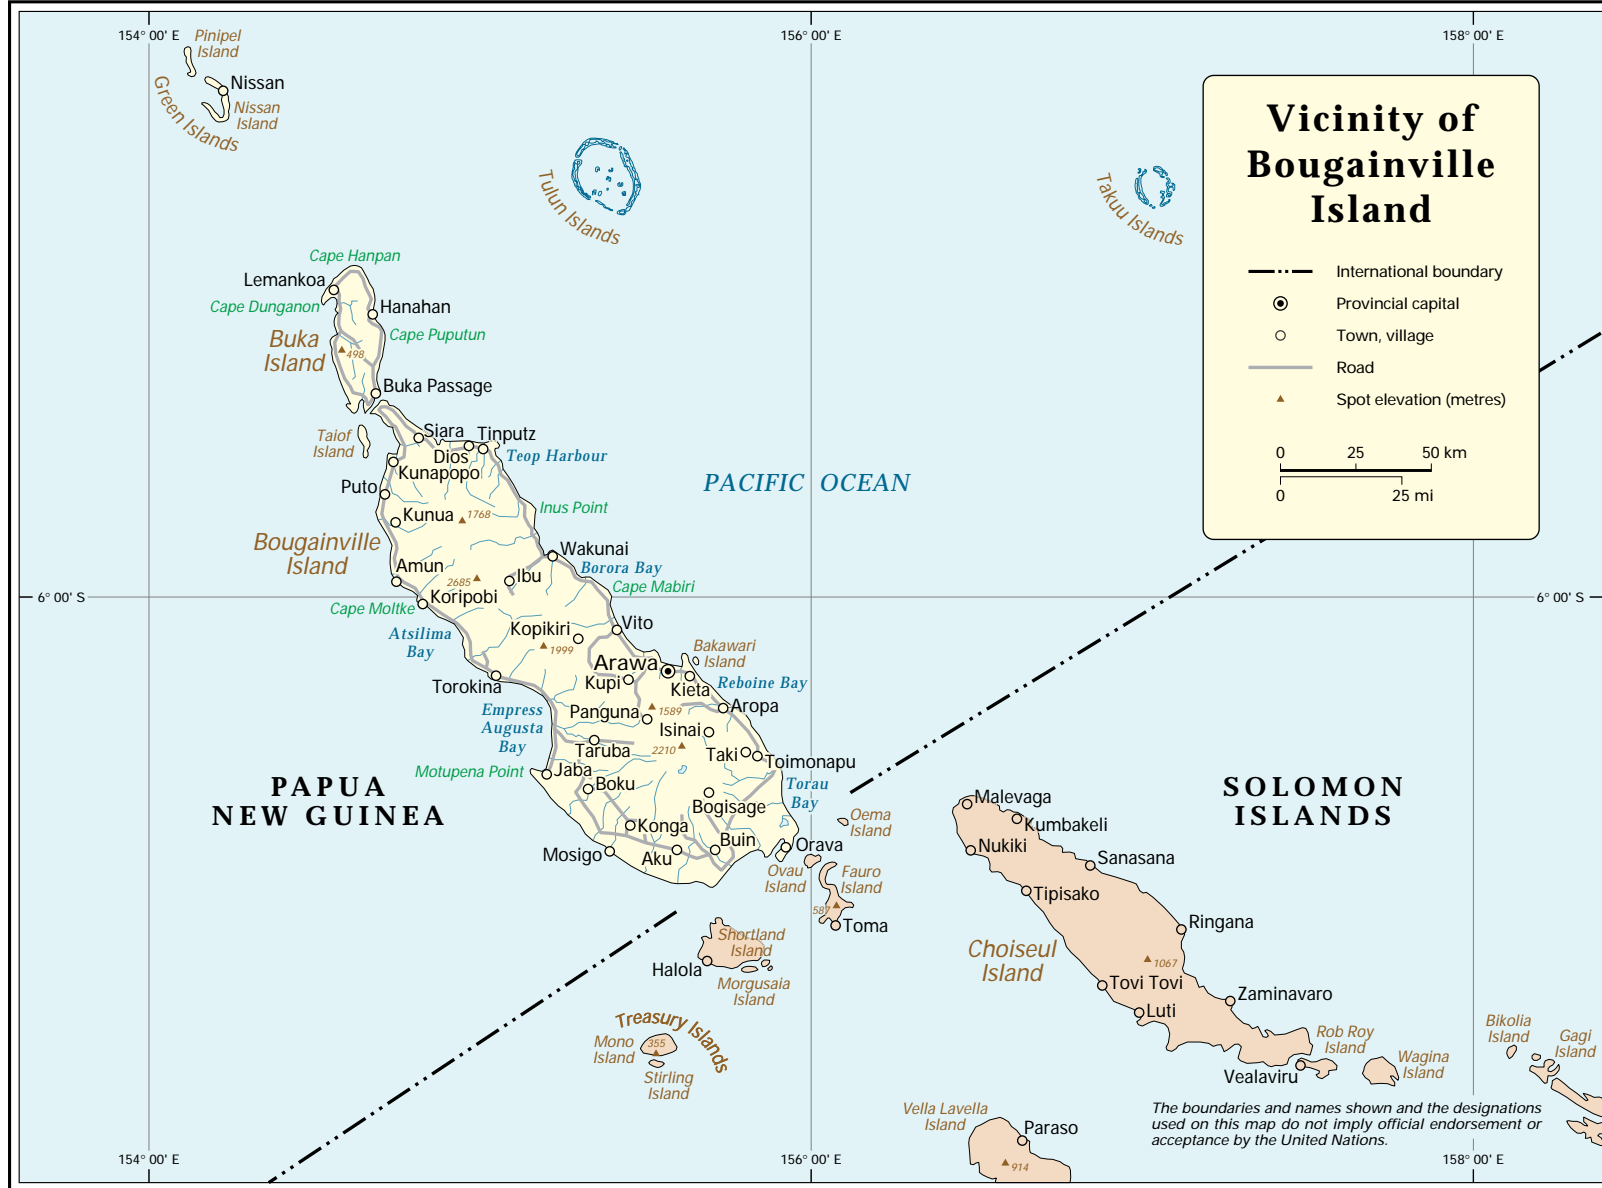 154° 00' E
156° 00' E
158° 00' E
Pinipel
Island
Nissan
Nissan
Island
Green Islands
Tulun Islands
Takuu Islands
Vicinity of
Bougainville
Island
International boundary
Provincial capital
Town, village
Road
Spot elevation (metres)
0 25 50 km
0 25 mi
Cape Hanpan
Lemankoa
Cape Dunganon
Hanahan
Cape Puputun
Buka
Island
498
Buka Passage
Taiof
Island
Siara
Tinputz
Dios
Teop Harbour
Kunapopo
Puto
PACIFIC OCEAN
Kunua
1768
Inus Point
Bougainville
Island
Wakunai
Borora Bay
Amun
2685
Ibu
Cape Mabiri
Koripobi
6° 00' S
6° 00' S
Cape Moltke
Atsilima
Bay
Kopikiri
1999
Vito
Bakawari
Island
Arawa
Kupi
Kieta
Reboine Bay
Torokina
Empress
Augusta
Bay
Panguna
1589
Aropa
Isinai
Taruba
2210
Taki
Toimonapu
Motupena Point
Jaba
Boku
Torau
Bay
PAPUA
NEW GUINEA
Bogisage
Konga
Mosigo
Aku
Buin
Orava
Oema
Island
Ovau
Island
Fauro
Island
587
Toma
SOLOMON
ISLANDS
Malevaga
Kumbakeli
Nukiki
Sanasana
Tipisako
Ringana
Choiseul
Island
1067
Tovi Tovi
Luti
Zaminavaro
Shortland
Island
Halola
Morgusaia
Island
Treasury Islands
Mono
Island
355
Stirling
Island
Rob Roy
Island
Vealaviru
Wagina
Island
Bikolia
Island
Gagi
Island
Vella Lavella
Island
Paraso
914
The boundaries and names shown and the designations
used on this map do not imply official endorsement or
acceptance by the United Nations.
154° 00' E
156° 00' E
158° 00' E